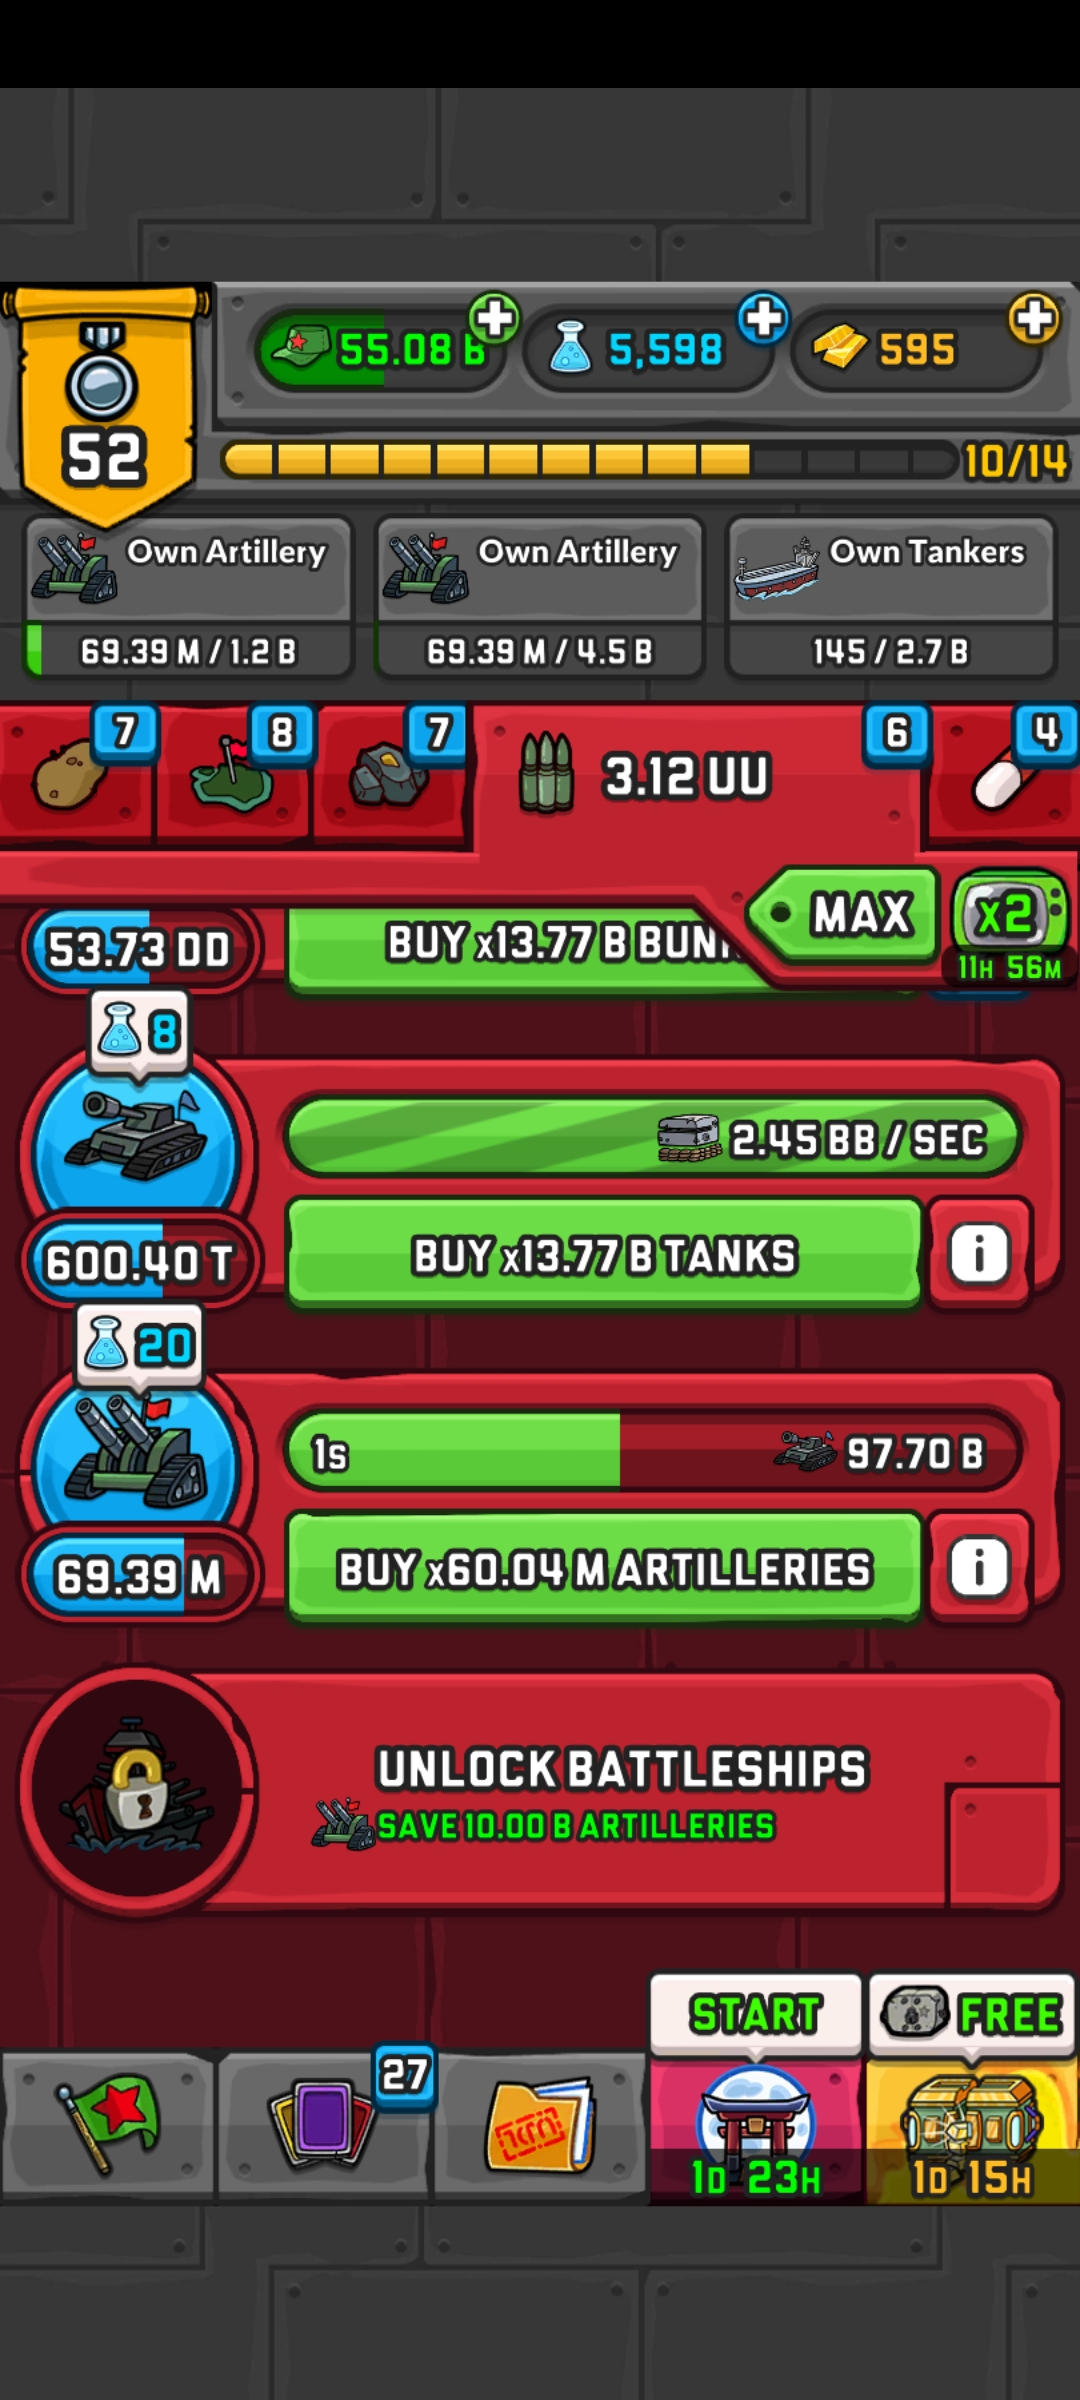 55.08 B
5,598
595
52
10/14
Own Artillery
Own Artillery
Own Tankers
69.39 M / 1.2 B
69.39 M / 4.5 B
145 / 2.7 B
7
8
7
3.12 UU
6
4
MAX
x2
11H 56M
53.73 DD
BUY x13.77 B
8
2.45 BB / SEC
600.40 T
BUY x13.77 B TANKS
i
20
1s
97.70 B
69.39 M
BUY x60.04 M ARTILLERIES
i
UNLOCK BATTLESHIPS
SAVE 10.00 B ARTILLERIES
START
FREE
27
1D 23H
1D 15H